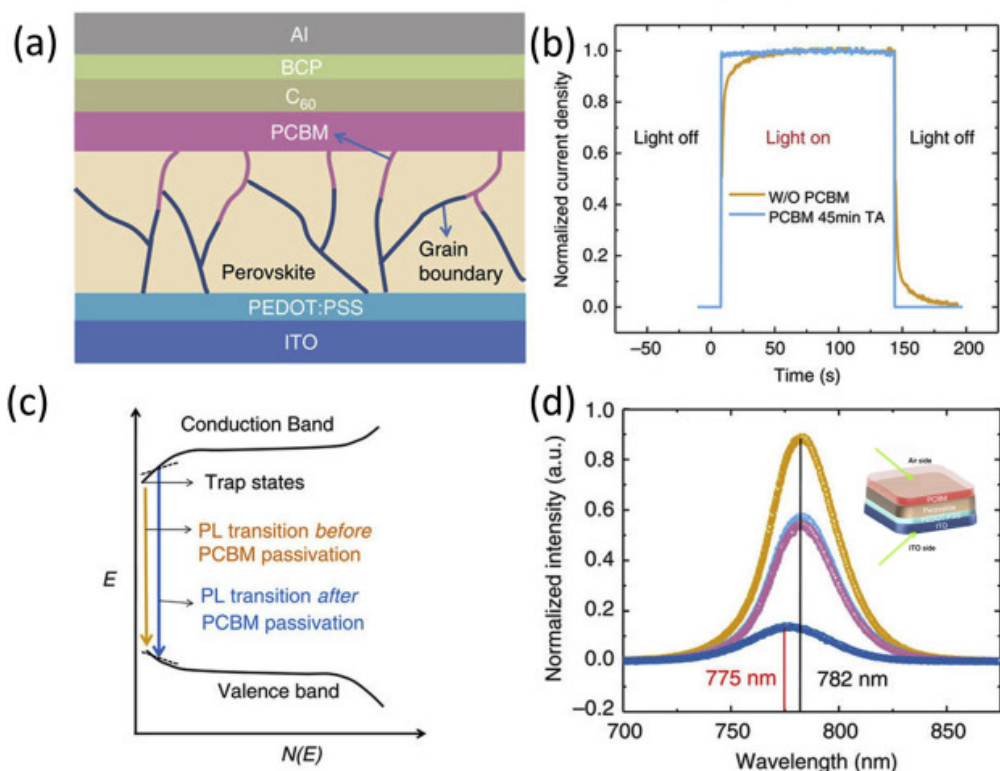 (a)
Al
BCP
C60
PCBM
Perovskite
Grain
boundary
PEDOT:PSS
ITO
(b)
Normalized current density
1.0
0.8
0.6
0.4
0.2
0.0
Light off
Light on
Light off
W/O PCBM
PCBM 45min TA
−50
0
50
100
150
200
Time (s)
(c)
E
Conduction Band
Trap states
PL transition before
PCBM passivation
PL transition after
PCBM passivation
Valence band
N(E)
(d)
Normalized intensity (a.u.)
1.0
0.8
0.6
0.4
0.2
0.0
−0.2
Air side
PCBM
Perovskite
PEDOT:PSS
ITO
ITO side
775 nm
782 nm
700
750
800
850
Wavelength (nm)